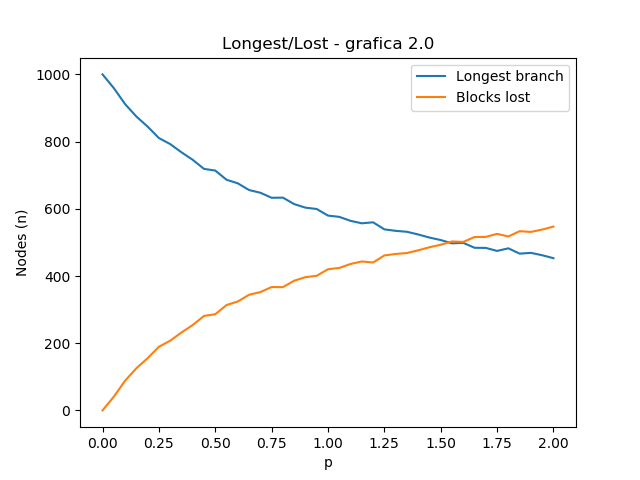 Longest/Lost - grafica 2.0
Longest branch
Blocks lost
Nodes (n)
1000
800
600
400
200
0
0.00 0.25 0.50 0.75 1.00 1.25 1.50 1.75 2.00
p